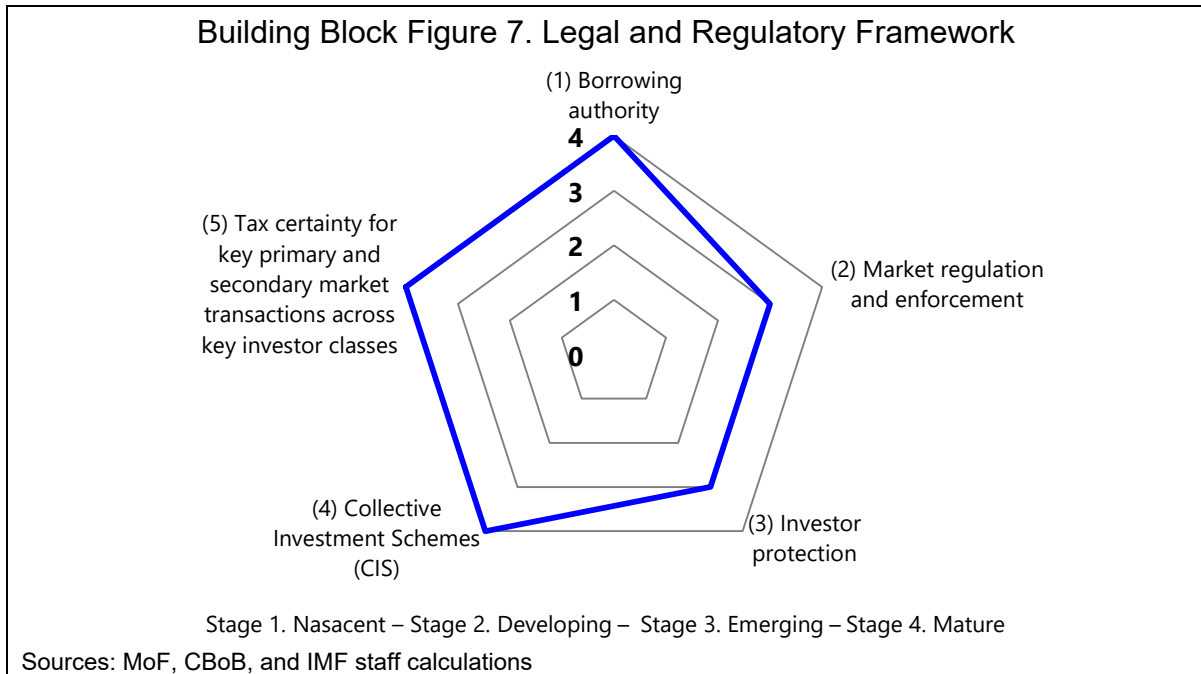 Building Block Figure 7. Legal and Regulatory Framework
(1) Borrowing
authority
4
3
2
1
0
(2) Market regulation
and enforcement
(3) Investor
protection
(4) Collective
Investment Schemes
(CIS)
(5) Tax certainty for
key primary and
secondary market
transactions across
key investor classes
Stage 1. Nasacent – Stage 2. Developing – Stage 3. Emerging – Stage 4. Mature
Sources: MoF, CBoB, and IMF staff calculations